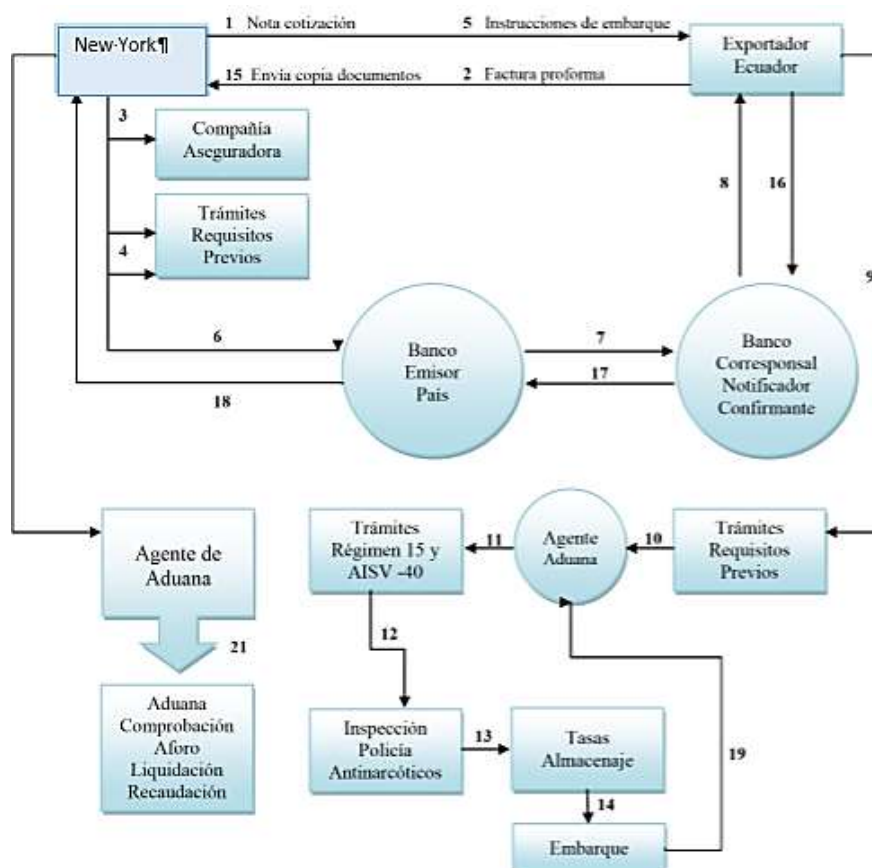 1 Nota cotización 5 Instrucciones de embarque
New·York¶
Exportador
Ecuador
15 Envía copia documentos 2 Factura proforma
3
Compañía
Aseguradora
8 16
4
Trámites
Requisitos
Previos
9
6
Banco
Emisor
País
7
17
Banco
Corresponsal
Notificador
Confirmante
18
Agente de
Aduana
Trámites
Régimen 15 y
AISV -40
11
Agente
Aduana
10
Trámites
Requisitos
Previos
12
21
Aduana
Comprobación
Aforo
Liquidación
Recaudación
Inspección
Policía
Antinarcóticos
13
Tasas
Almacenaje
19
14
Embarque